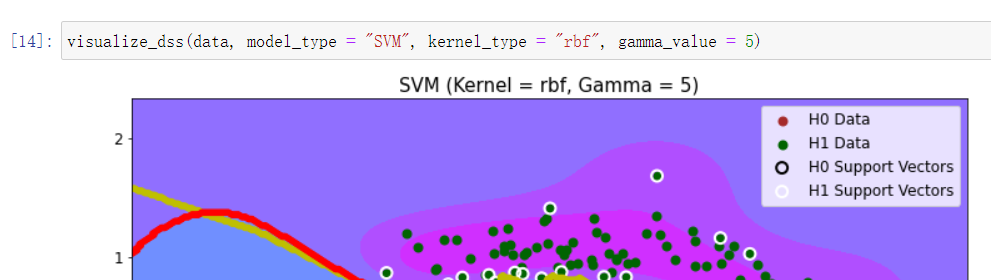 [14]: visualize_dss(data, model_type = "SVM", kernel_type = "rbf", gamma_value = 5)
SVM (Kernel = rbf, Gamma = 5)
H0 Data
2
H1 Data
H0 Support Vectors
H1 Support Vectors
1